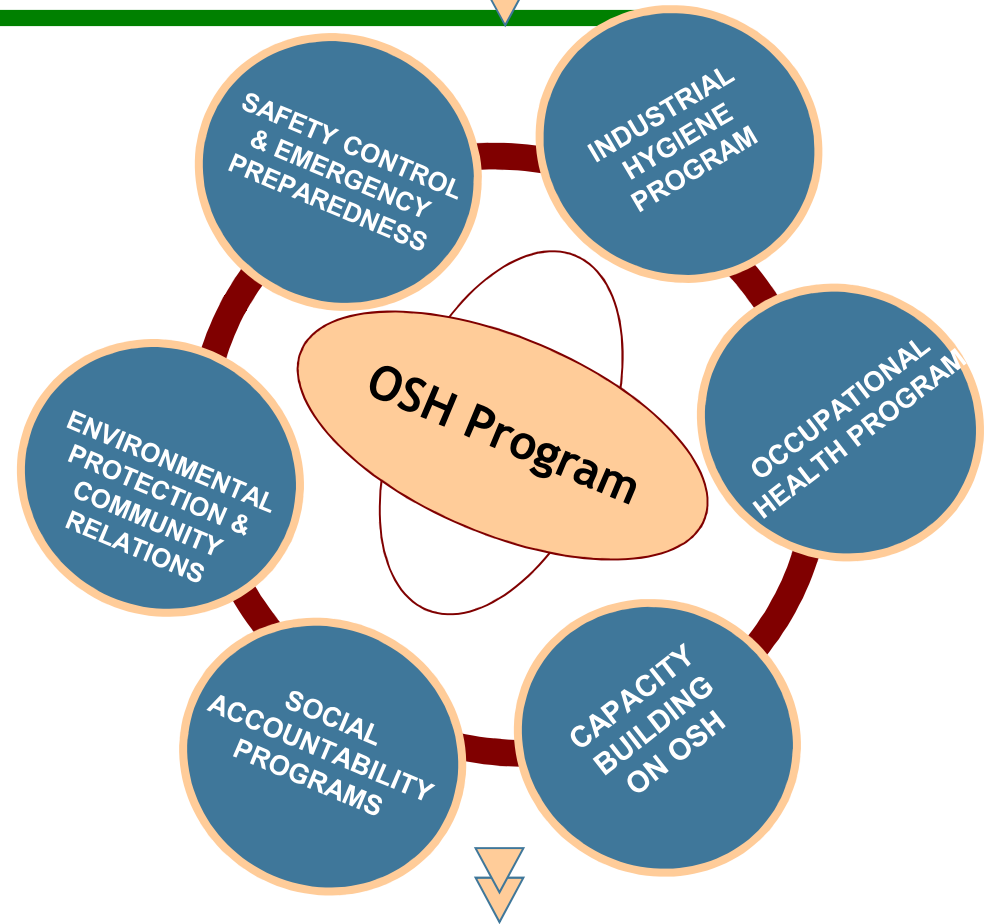 SAFETY CONTROL
& EMERGENCY
PREPAREDNESS
INDUSTRIAL
HYGIENE
PROGRAM
OSH Program
OCCUPATIONAL
HEALTH PROGRAM
ENVIRONMENTAL
PROTECTION &
COMMUNITY
RELATIONS
SOCIAL
ACCOUNTABILITY
PROGRAMS
CAPACITY
BUILDING
ON OSH